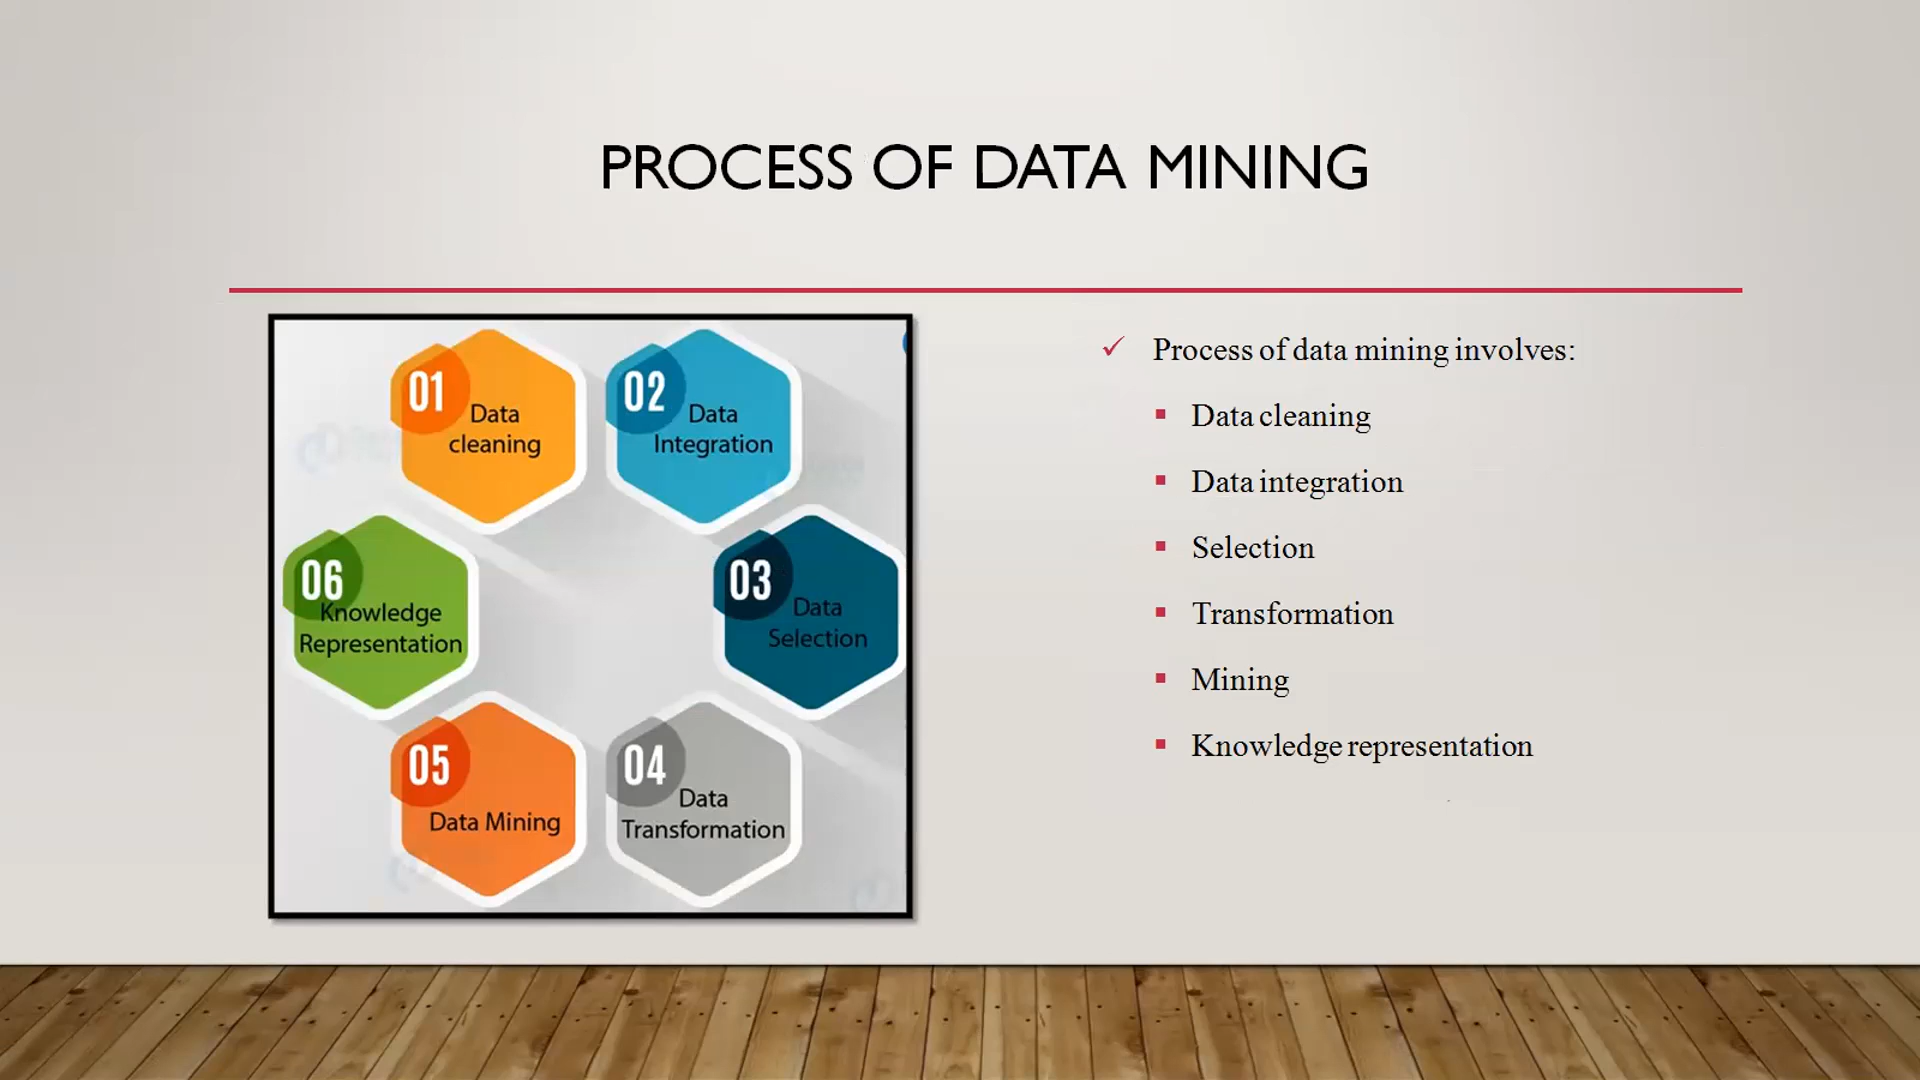 PROCESS OF DATA MINING
01
Data
cleaning
02
Data
Integration
03
Data
Selection
04
Data
Transformation
05
Data Mining
06
Knowledge
Representation
✓ Process of data mining involves:
▪ Data cleaning
▪ Data integration
▪ Selection
▪ Transformation
▪ Mining
▪ Knowledge representation